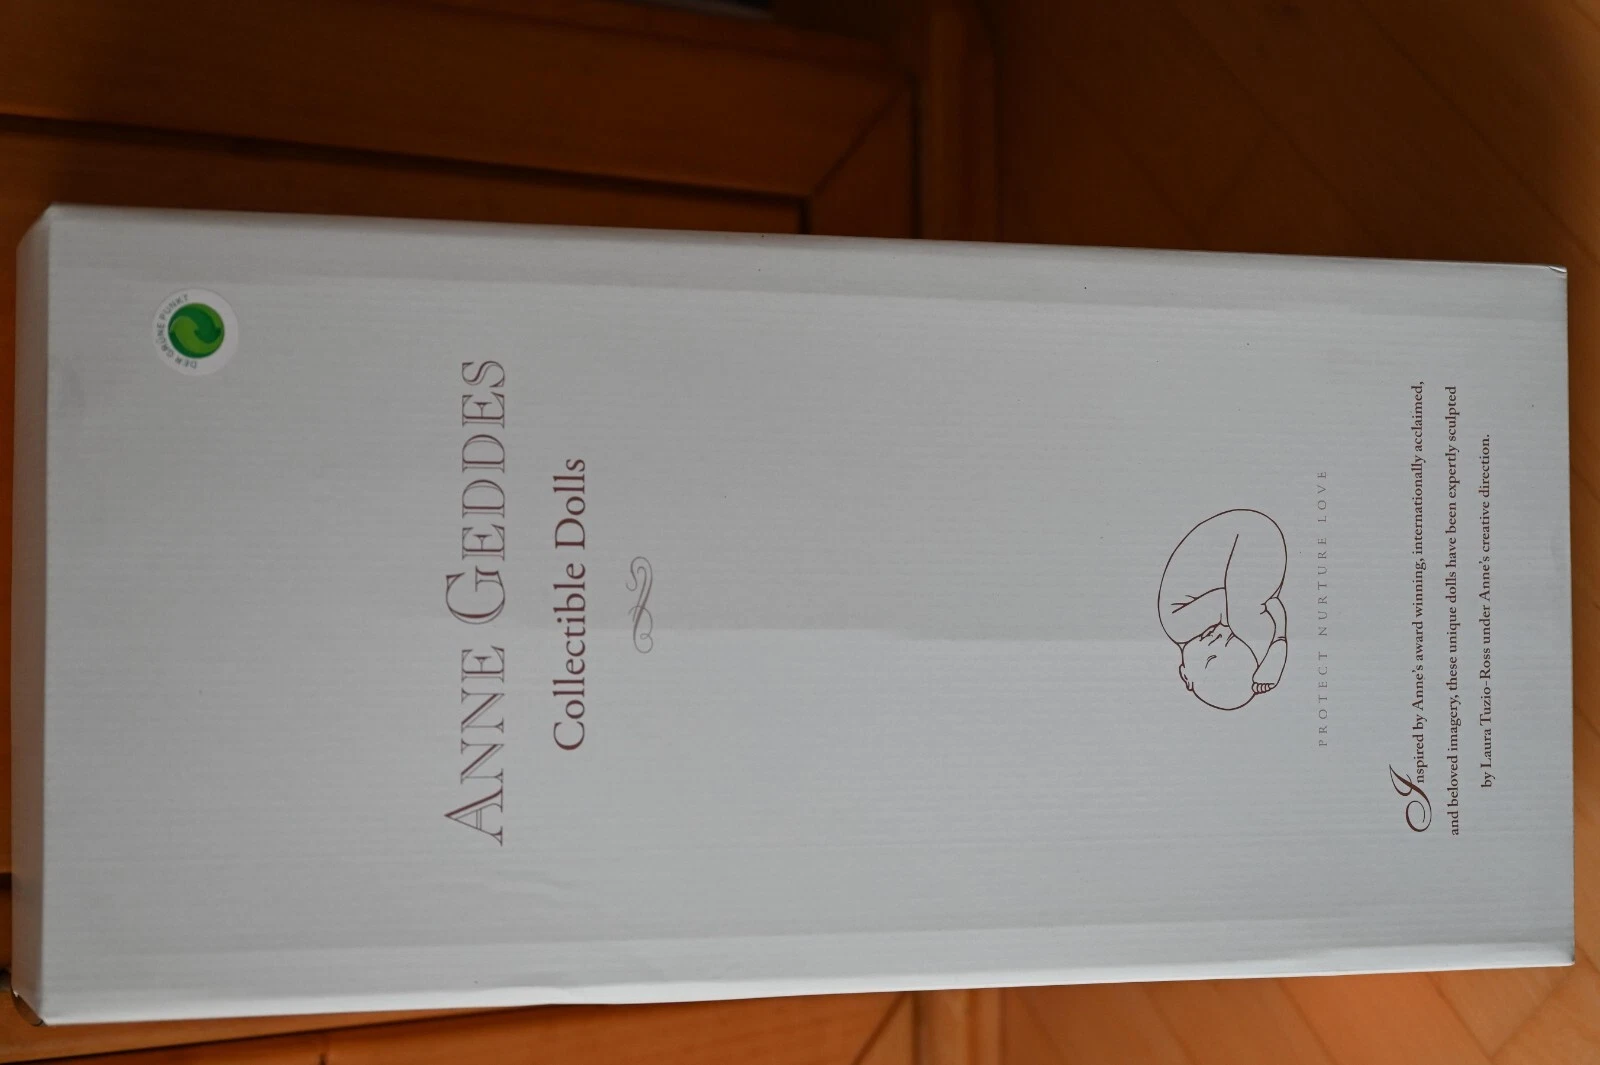 DER GRÜNE PUNKT
ANNE GEDDES
Collectible Dolls
PROTECT NURTURE LOVE
Inspired by Anne's award winning, internationally acclaimed,
and beloved imagery, these unique dolls have been expertly sculpted
by Laura Tuzio-Ross under Anne's creative direction.